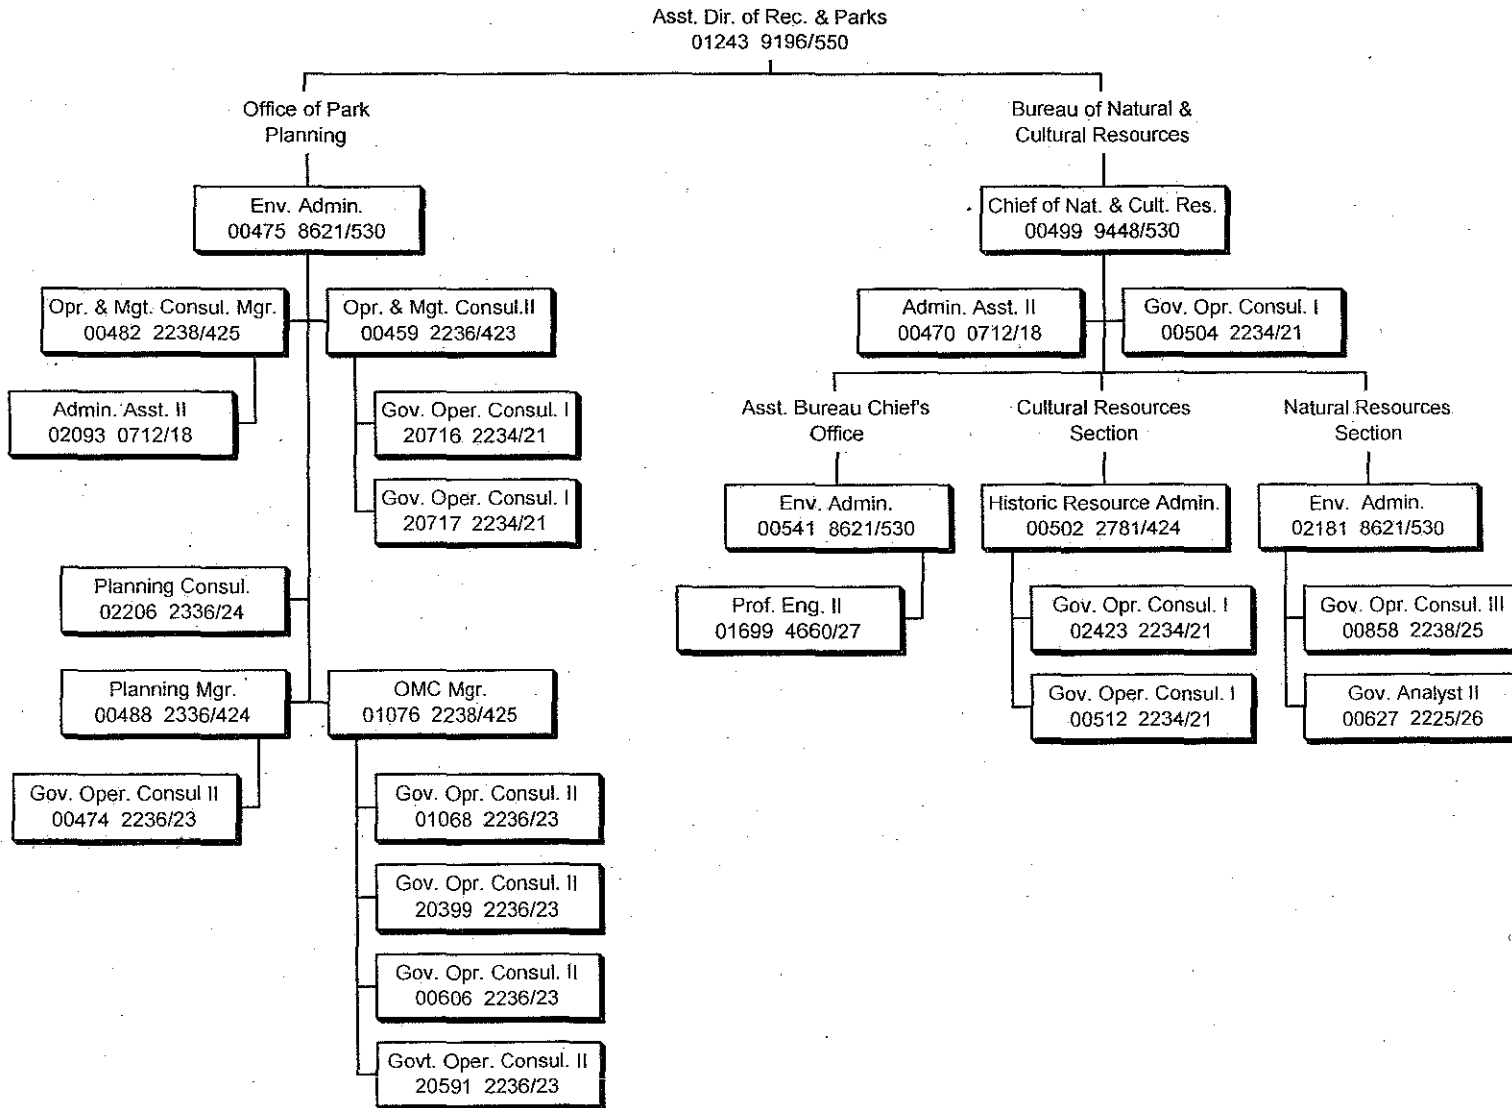 Asst. Dir. of Rec. & Parks
01243 9196/550
Office of Park
Planning
Env. Admin.
00475 8621/530
Opr. & Mgt. Consul. Mgr.
00482 2238/425
Opr. & Mgt. Consul.II
00459 2236/423
Admin. Asst. II
02093 0712/18
Gov. Oper. Consul. I
20716 2234/21
Gov. Oper. Consul. I
20717 2234/21
Planning Consul.
02206 2336/24
Planning Mgr.
00488 2336/424
OMC Mgr.
01076 2238/425
Gov. Oper. Consul II
00474 2236/23
Gov. Opr. Consul. II
01068 2236/23
Gov. Opr. Consul. II
20399 2236/23
Gov. Opr. Consul. II
00606 2236/23
Govt. Oper. Consul. II
20591 2236/23
Bureau of Natural &
Cultural Resources
Chief of Nat. & Cult. Res.
00499 9448/530
Admin. Asst. II
00470 0712/18
Gov. Opr. Consul. I
00504 2234/21
Asst. Bureau Chief's
Office
Env. Admin.
00541 8621/530
Prof. Eng. II
01699 4660/27
Cultural Resources
Section
Historic Resource Admin.
00502 2781/424
Gov. Opr. Consul. I
02423 2234/21
Gov. Oper. Consul. I
00512 2234/21
Natural Resources
Section
Env. Admin.
02181 8621/530
Gov. Opr. Consul. III
00858 2238/25
Gov. Analyst II
00627 2225/26